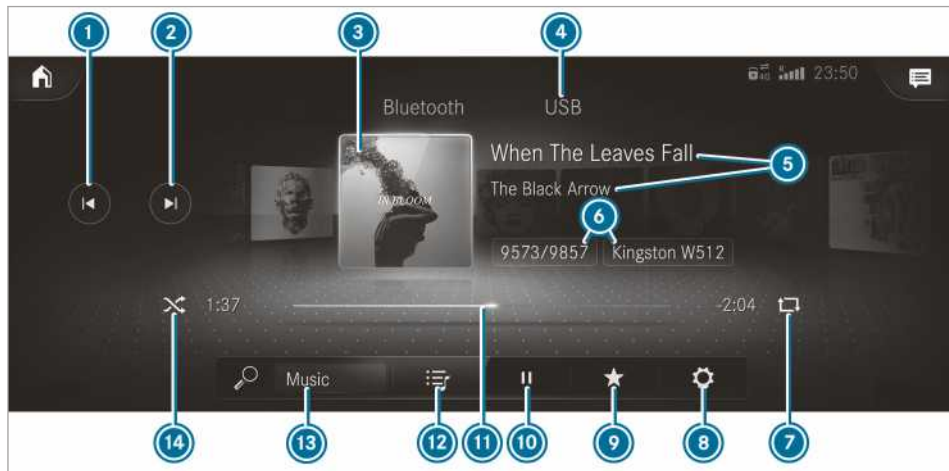 1 2 3 4
4G 23:50
Bluetooth USB
When The Leaves Fall
5
The Black Arrow
IN BLOOM
6
9573/9857 Kingston W512
1:37 -2:04
Music
14 13 12 11 10 9 8 7